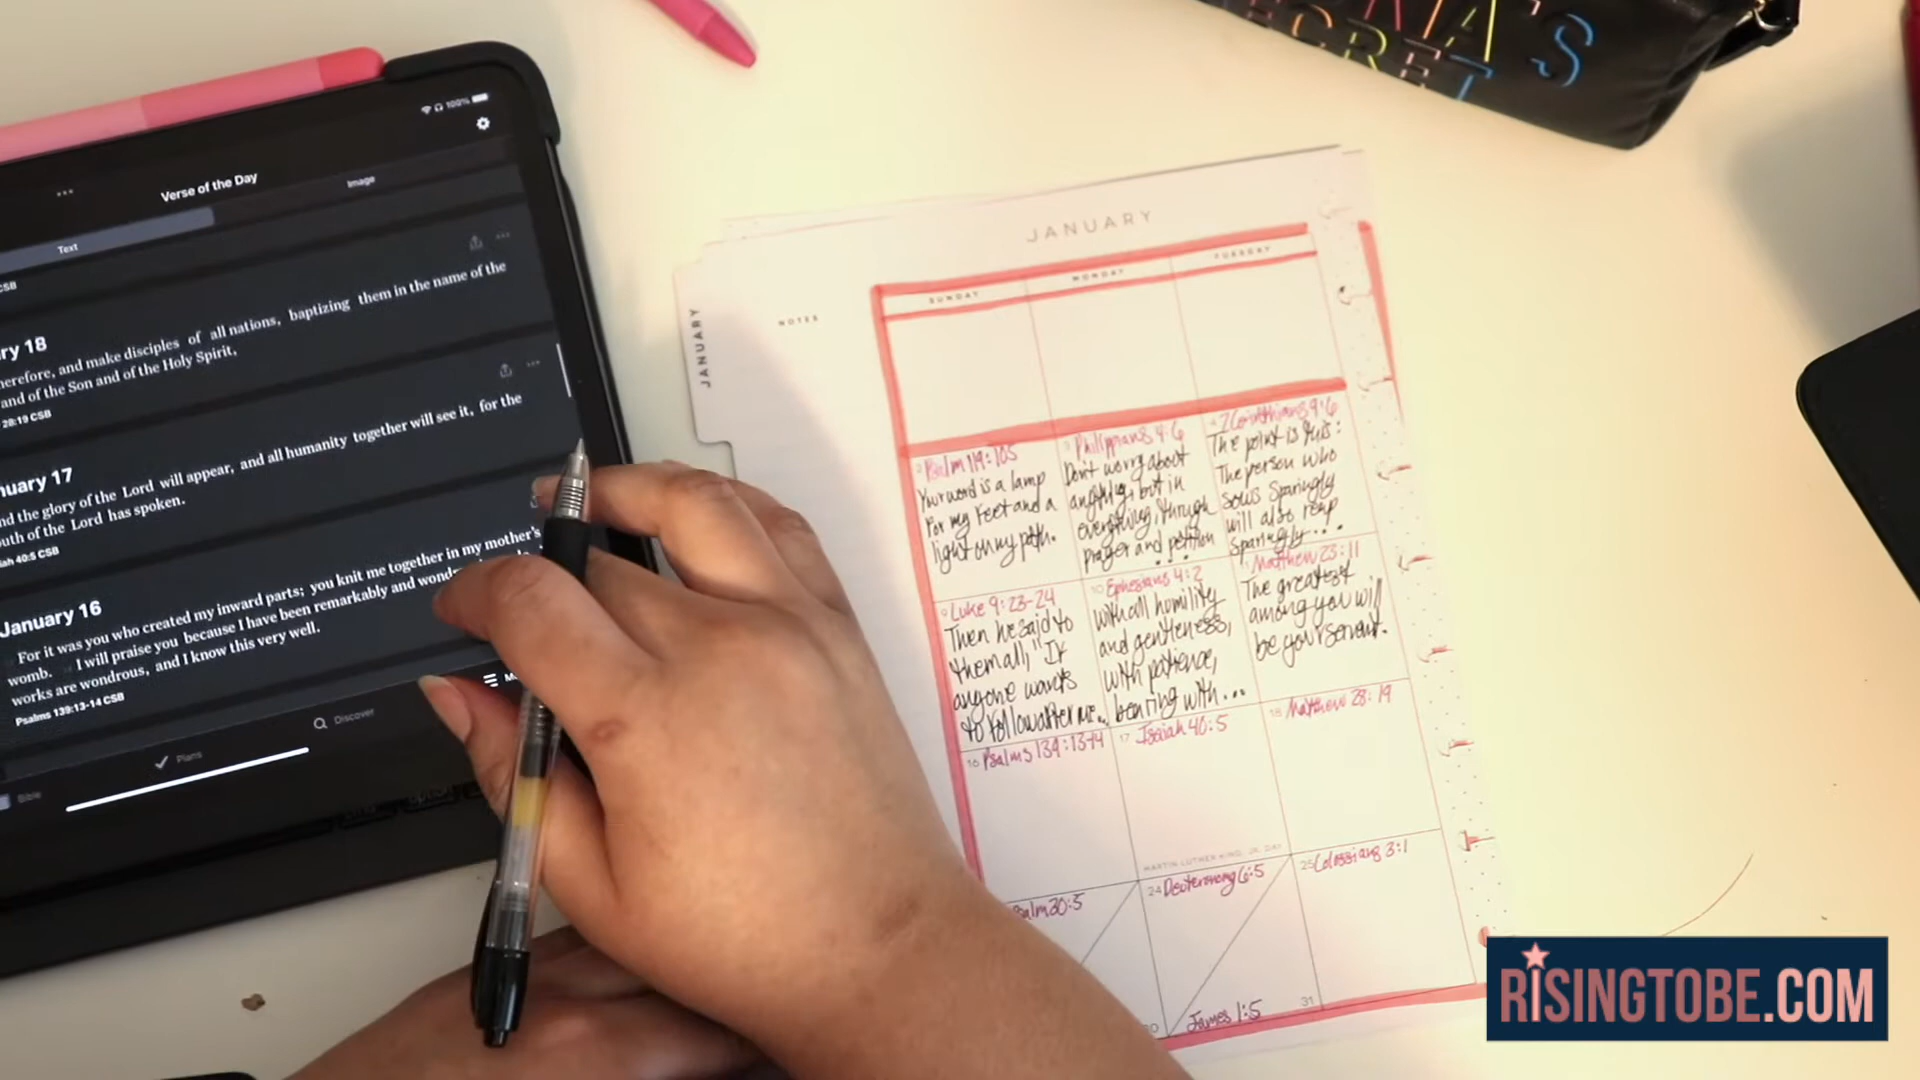 100%
Verse of the Day
Text
Image
CSB
ry 18
herefore, and make disciples of all nations, baptizing them in the name of the
and of the Son and of the Holy Spirit,
28:19 CSB
nuary 17
nd the glory of the Lord will appear, and all humanity together will see it, for the
outh of the Lord has spoken.
iah 40:5 CSB
January 16
For it was you who created my inward parts; you knit me together in my mother's
womb. I will praise you because I have been remarkably and
works are wondrous, and I know this very well.
Psalms 139:13-14 CSB
Bible
Plans
Discover
JANUARY
JANUARY
NOTES
SUNDAY
MONDAY
TUESDAY
2 Psalm 119:105
Your word is a lamp
for my feet and a
light on my path.
3 Philippians 4:6
Don't worry about
anything, but in
everything, through
prayer and petition
...
4 2 Corinthians 9:6
The point is this:
The person who
sows sparingly
will also reap
sparingly...
9 Luke 9:23-24
Then he said to
them all, "If
anyone wants
to follow after me...
10 Ephesians 4:2
with all humility
and gentleness,
with patience,
bearing with...
Matthew 23:11
The greatest
among you will
be your servant.
16 Psalms 139:13-14
17 Isaiah 40:5
MARTIN LUTHER KING, JR. DAY
18 Matthew 28:19
salm 30:5
24 Deuteronomy 6:5
James 1:5
31
25 Colossians 3:1
SECRET
RISINGTOBE.COM